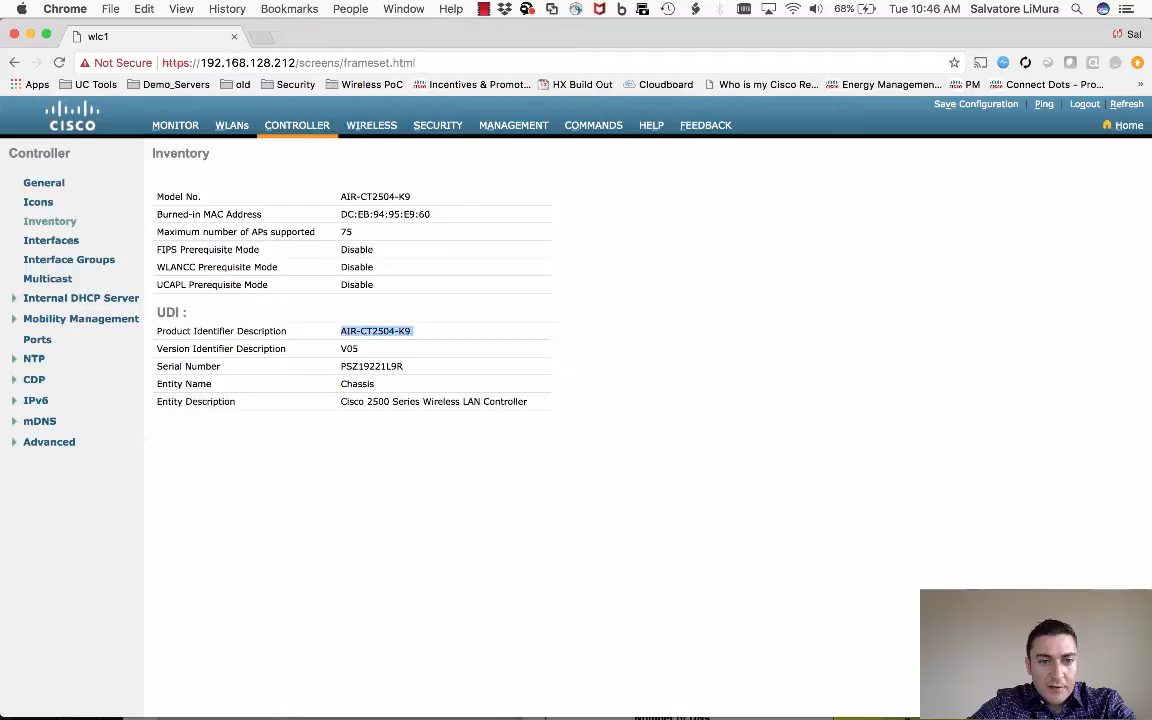 Chrome File Edit View History Bookmarks People Window Help 68% Tue 10:46 AM Salvatore LiMura
wlc1 Sal
Not Secure https://192.168.128.212/screens/frameset.html
Apps UC Tools Demo_Servers old Security Wireless PoC Incentives & Promot... HX Build Out Cloudboard Who is my Cisco Re... Energy Managemen... PM Connect Dots - Pro... »
Save Configuration Ping Logout Refresh
CISCO MONITOR WLANs CONTROLLER WIRELESS SECURITY MANAGEMENT COMMANDS HELP FEEDBACK Home
Controller
General
Icons
Inventory
Interfaces
Interface Groups
Multicast
Internal DHCP Server
Mobility Management
Ports
NTP
CDP
IPv6
mDNS
Advanced
Inventory
Model No. AIR-CT2504-K9
Burned-in MAC Address DC:EB:94:95:E9:60
Maximum number of APs supported 75
FIPS Prerequisite Mode Disable
WLANCC Prerequisite Mode Disable
UCAPL Prerequisite Mode Disable
UDI :
Product Identifier Description AIR-CT2504-K9
Version Identifier Description V05
Serial Number PSZ19221L9R
Entity Name Chassis
Entity Description Cisco 2500 Series Wireless LAN Controller